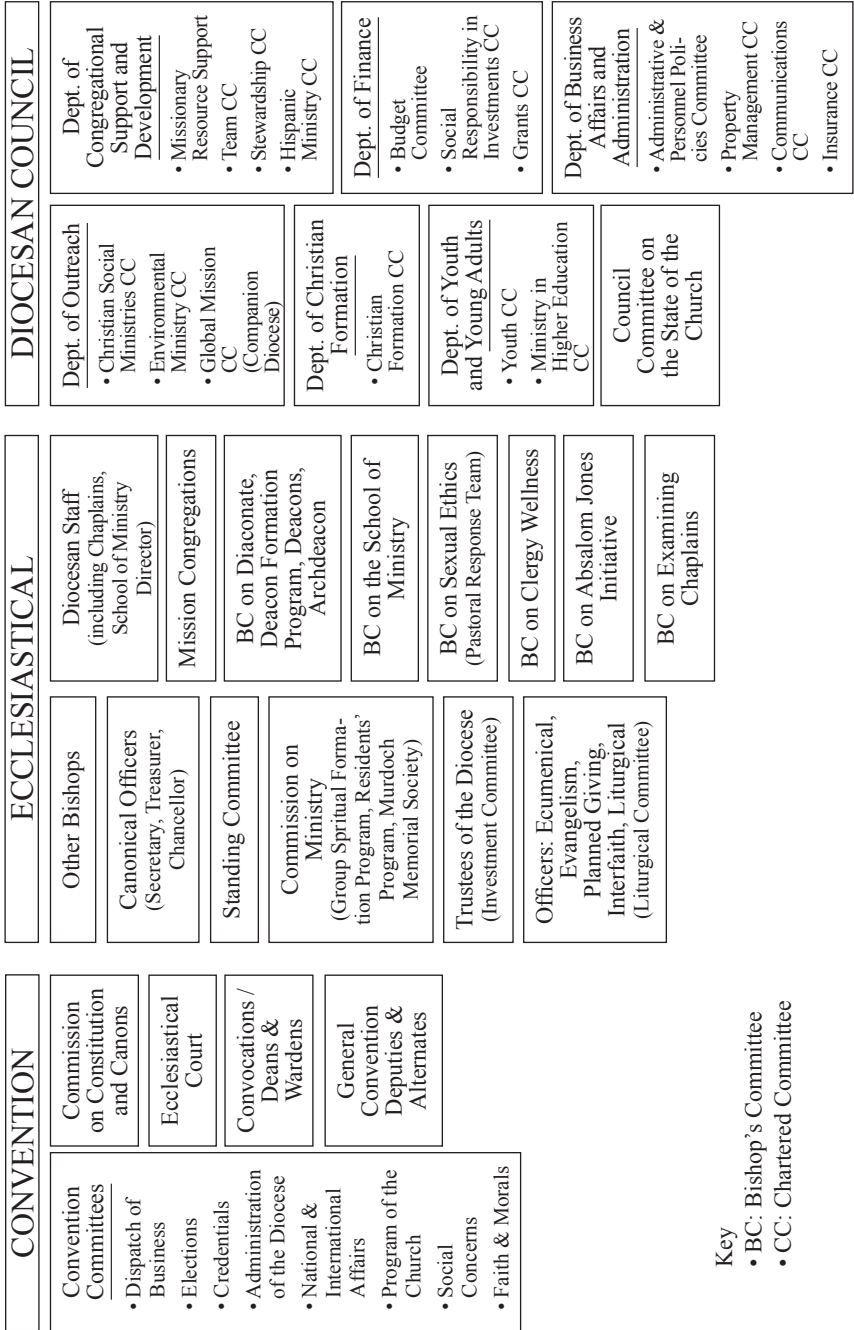 CONVENTION
Convention
Committees
• Dispatch of
Business
• Elections
• Credentials
• Administration
of the Diocese
• National &
International
Affairs
• Program of the
Church
• Social
Concerns
• Faith & Morals
Commission
on Constitution
and Canons
Ecclesiastical
Court
Convocations /
Deans &
Wardens
General
Convention
Deputies &
Alternates
Key
• BC: Bishop's Committee
• CC: Chartered Committee
ECCLESIASTICAL
Other Bishops
Canonical Officers
(Secretary, Treasurer,
Chancellor)
Standing Committee
Commission on
Ministry
(Group Spritual Forma-
tion Program, Residents'
Program, Murdoch
Memorial Society)
Trustees of the Diocese
(Investment Committee)
Officers: Ecumenical,
Evangelism,
Planned Giving,
Interfaith, Liturgical
(Liturgical Committee)
Diocesan Staff
(including Chaplains,
School of Ministry
Director)
Mission Congregations
BC on Diaconate,
Deacon Formation
Program, Deacons,
Archdeacon
BC on the School of
Ministry
BC on Sexual Ethics
(Pastoral Response Team)
BC on Clergy Wellness
BC on Absalom Jones
Initiative
BC on Examining
Chaplains
DIOCESAN COUNCIL
Dept. of Outreach
• Christian Social
Ministries CC
• Environmental
Ministry CC
• Global Mission
CC
(Companion
Diocese)
Dept. of Christian
Formation
• Christian
Formation CC
Dept. of Youth
and Young Adults
• Youth CC
• Ministry in
Higher Education
CC
Council
Committee on
the State of the
Church
Dept. of
Congregational
Support and
Development
• Missionary
Resource Support
• Team CC
• Stewardship CC
• Hispanic
Ministry CC
Dept. of Finance
• Budget
Committee
• Social
Responsibility in
Investments CC
• Grants CC
Dept. of Business
Affairs and
Administration
• Administrative &
Personnel Poli-
cies Committee
• Property
Management CC
• Communications
CC
• Insurance CC